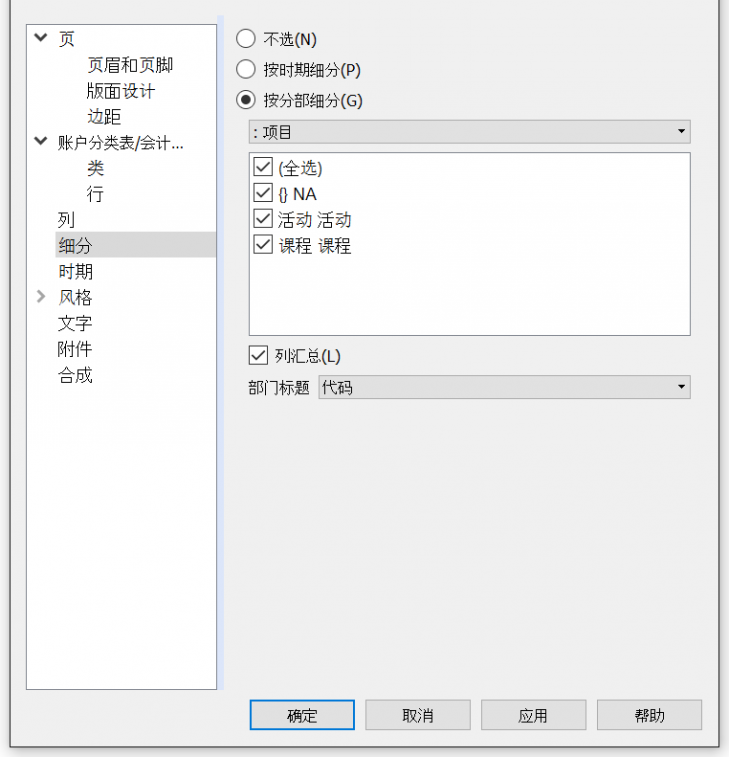 页
页眉和页脚
版面设计
边距
账户分类表/会计...
类
行
列
细分
时期
风格
文字
附件
合成
不选(N)
按时期细分(P)
按分部细分(G)
: 项目
(全选)
{} NA
活动 活动
课程 课程
列汇总(L)
部门标题 代码
确定 取消 应用 帮助